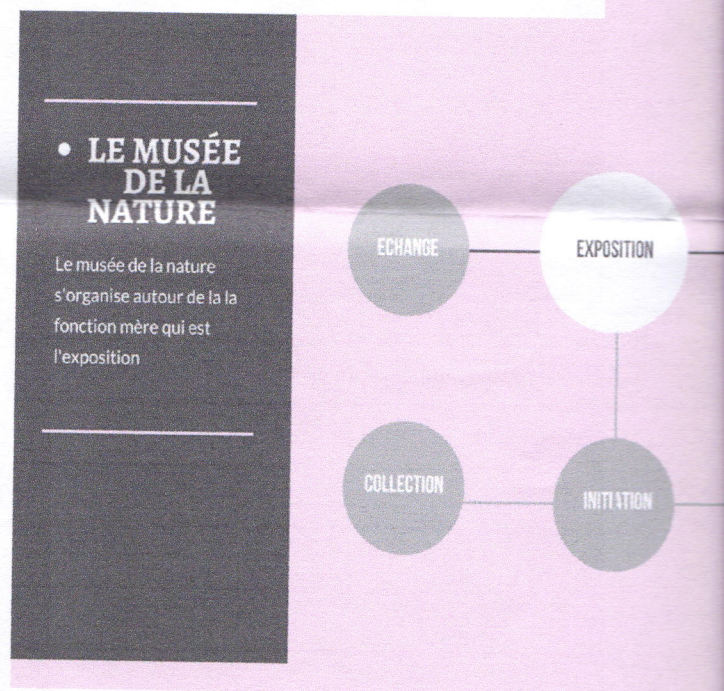 • LE MUSÉE
DE LA
NATURE
Le musée de la nature
s'organise autour de la la
fonction mère qui est
l'exposition
ECHANGE
EXPOSITION
COLLECTION
INITIATION